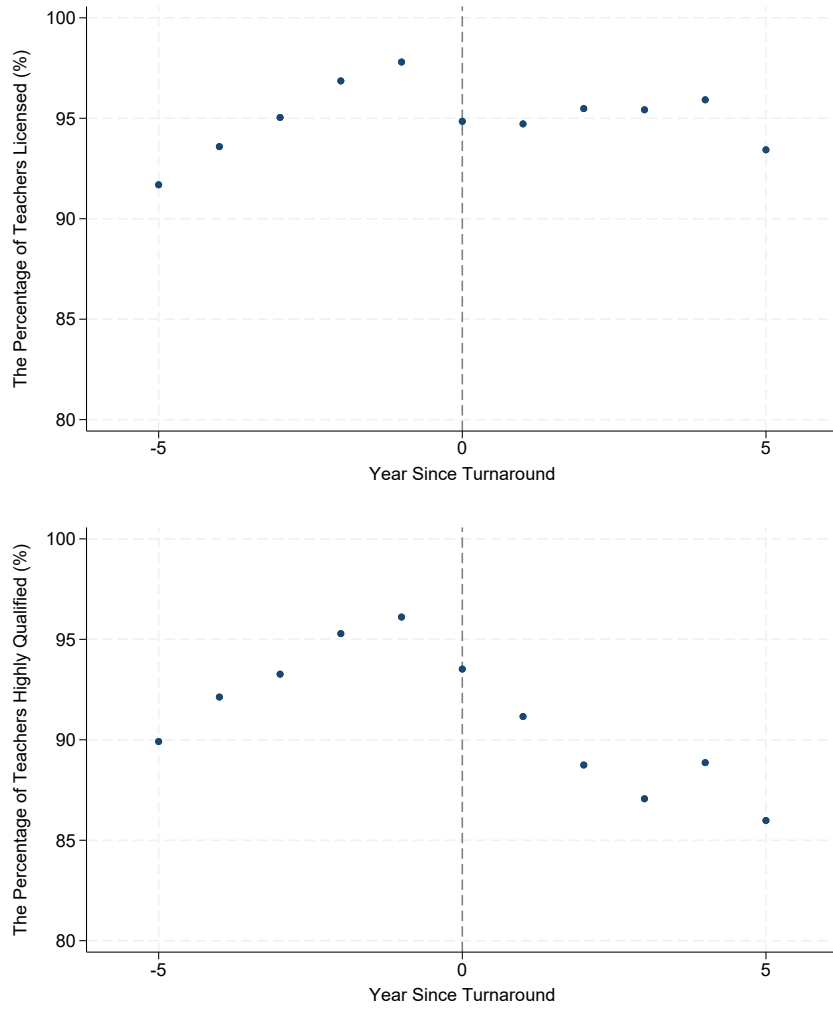 The Percentage of Teachers Licensed (%)
100
95
90
85
80
-5 0 5
Year Since Turnaround
The Percentage of Teachers Highly Qualified (%)
100
95
90
85
80
-5 0 5
Year Since Turnaround